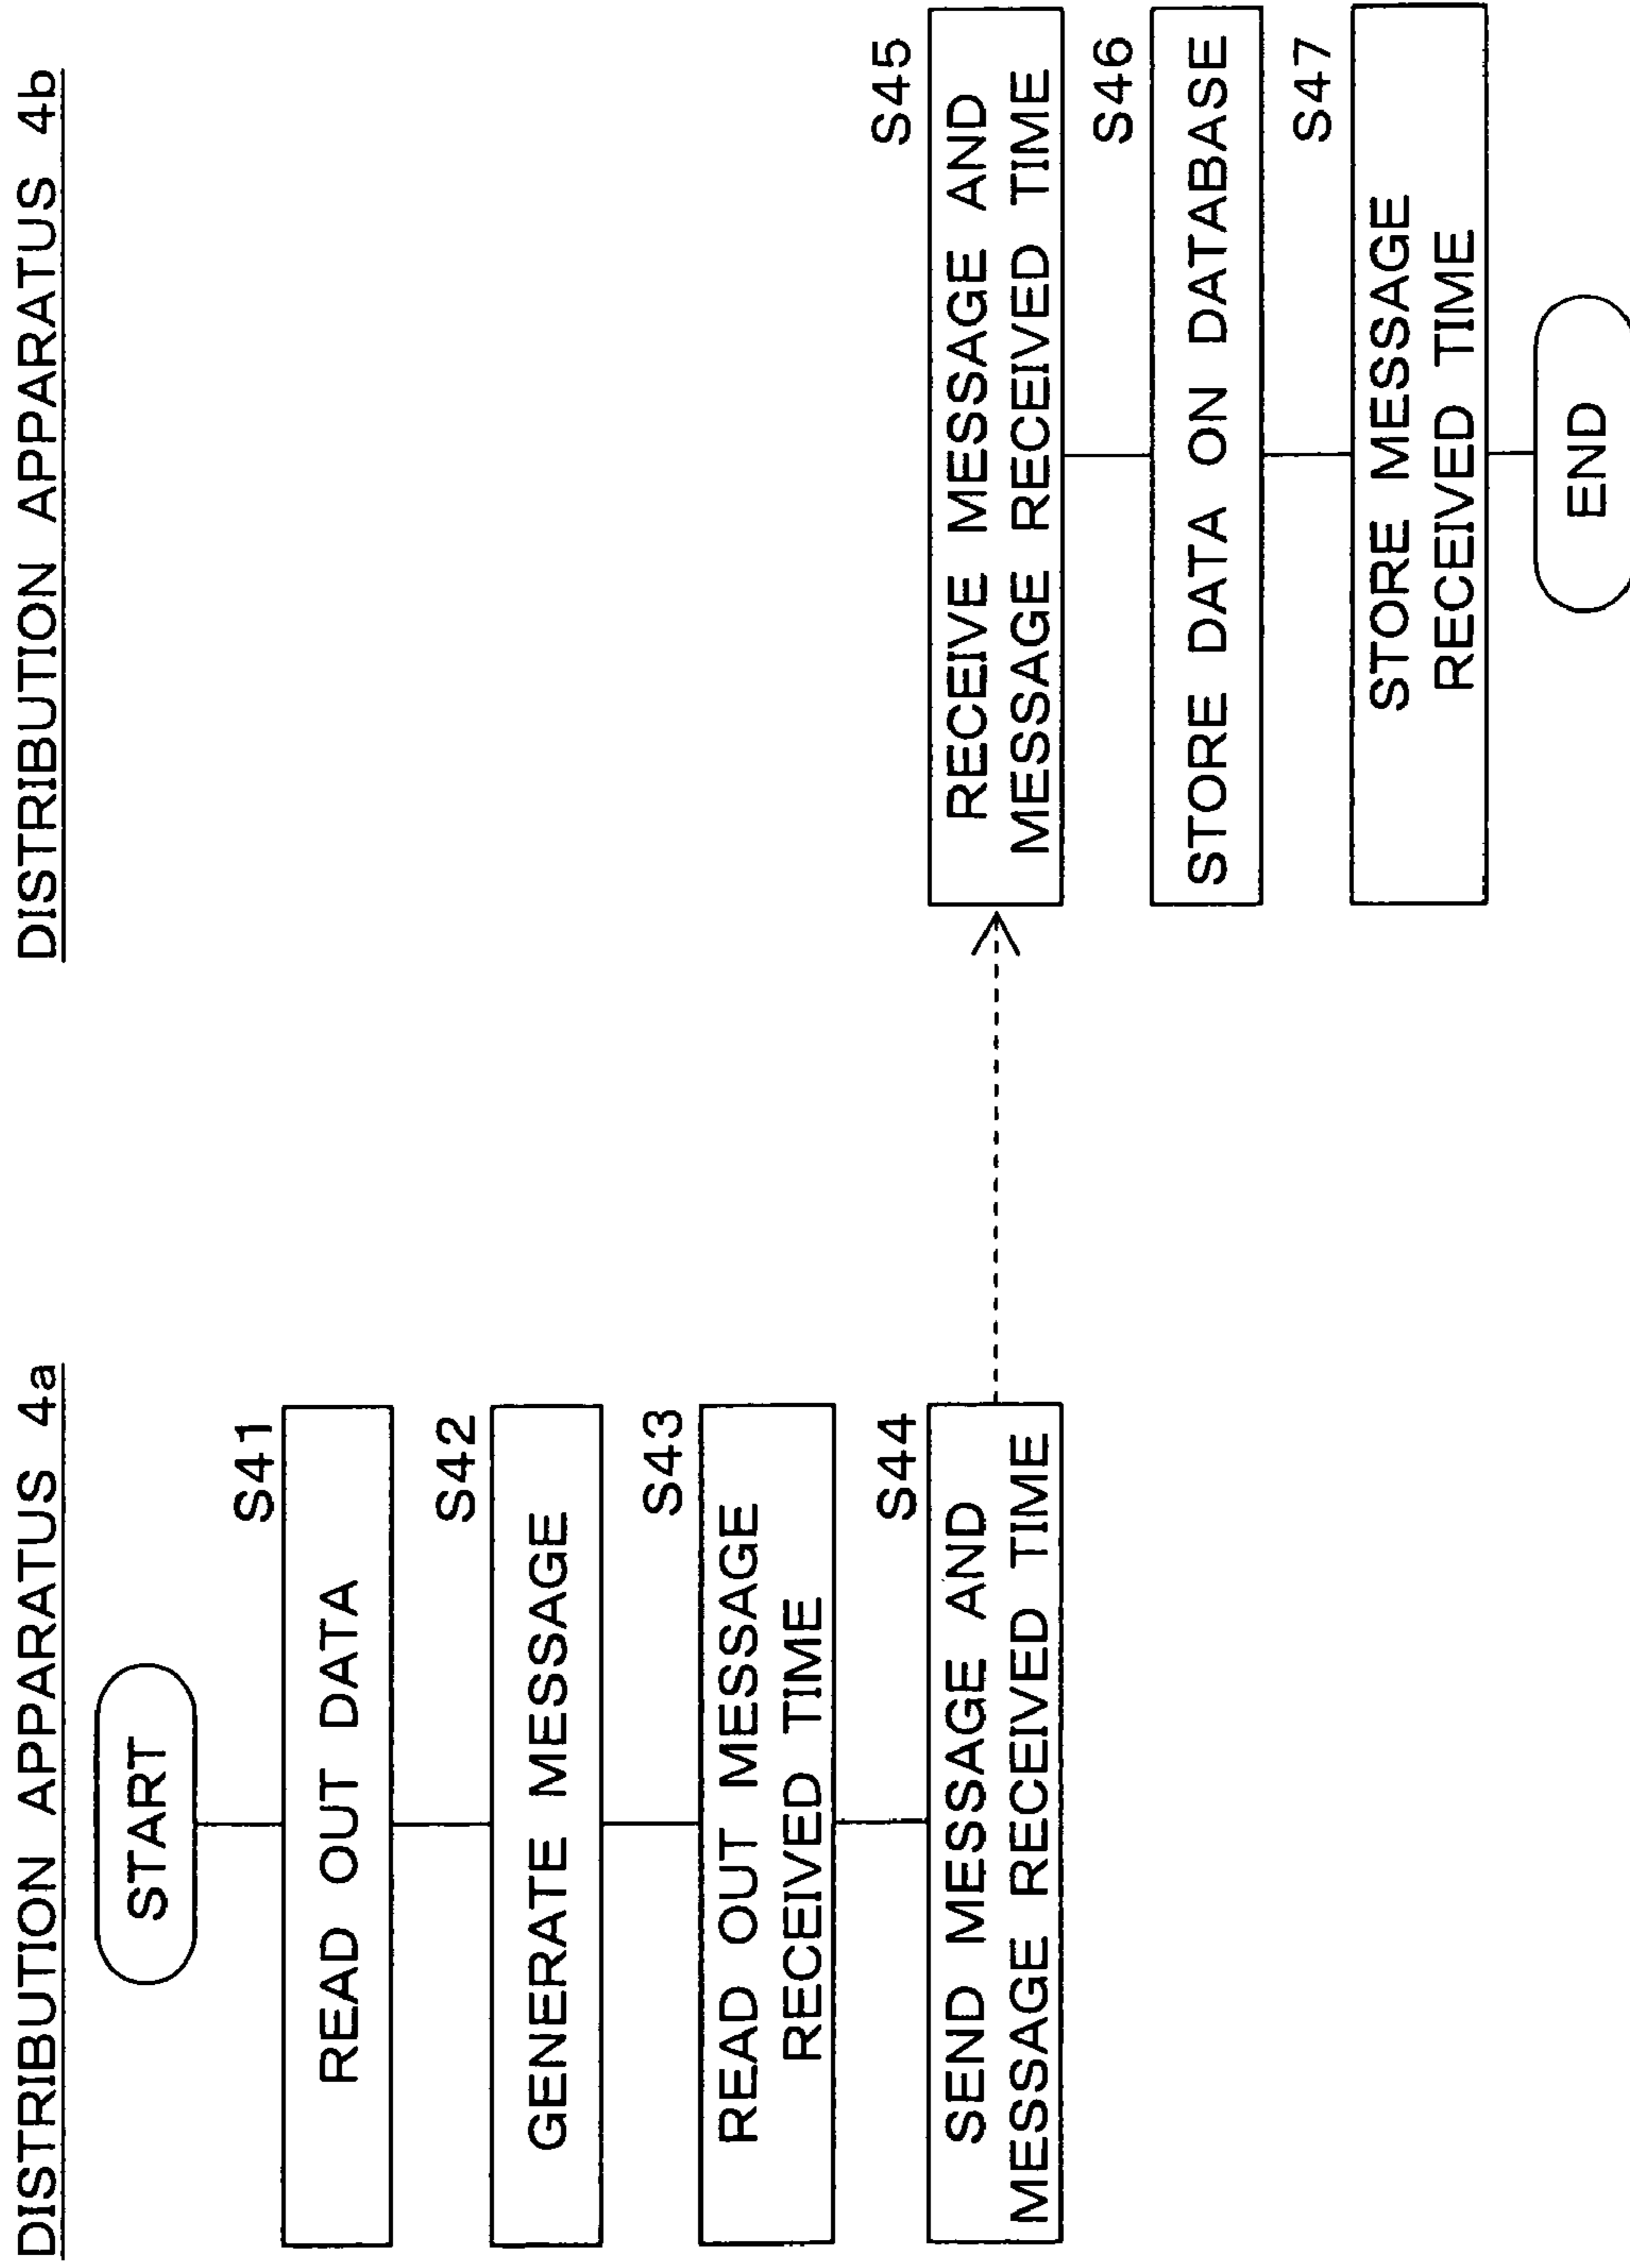 DISTRIBUTION APPARATUS 4a
START
S41
READ OUT DATA
S42
GENERATE MESSAGE
S43
READ OUT MESSAGE
RECEIVED TIME
S44
SEND MESSAGE AND
MESSAGE RECEIVED TIME
DISTRIBUTION APPARATUS 4b
S45
RECEIVE MESSAGE AND
MESSAGE RECEIVED TIME
S46
STORE DATA ON DATABASE
S47
STORE MESSAGE
RECEIVED TIME
END